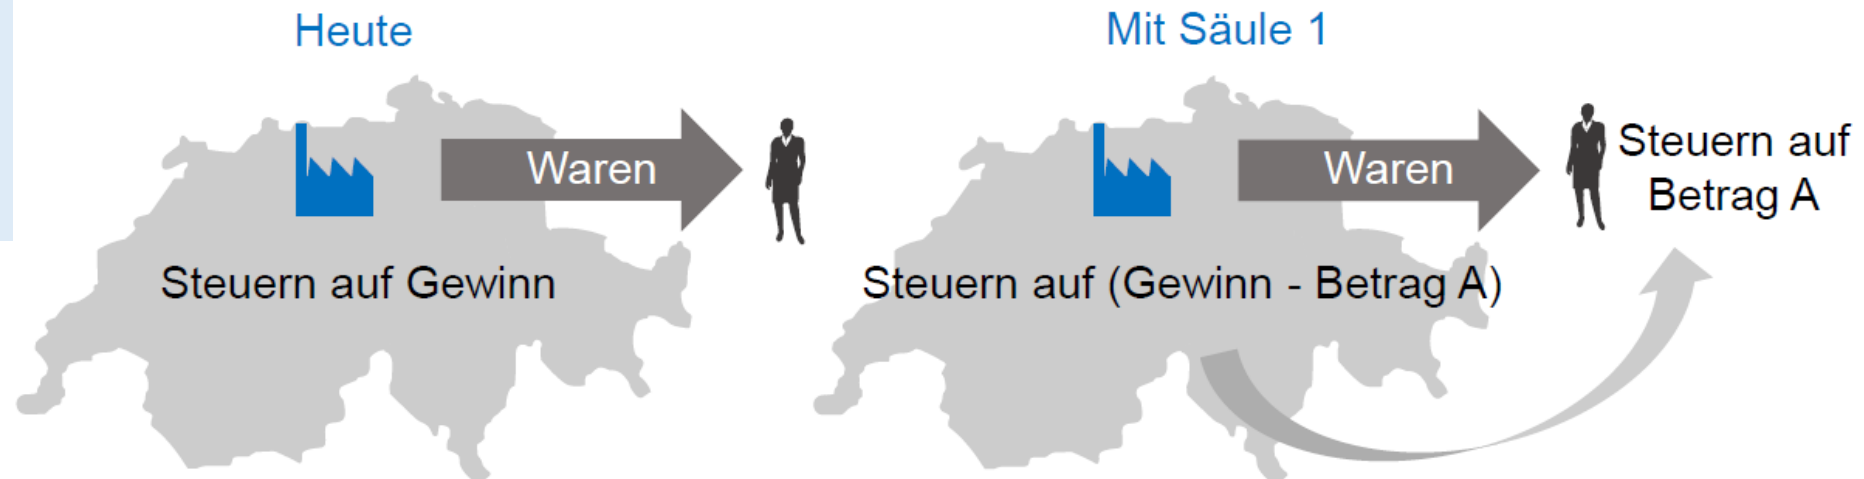 Heute
Waren
Steuern auf Gewinn
Mit Säule 1
Waren
Steuern auf
Betrag A
Steuern auf (Gewinn - Betrag A)